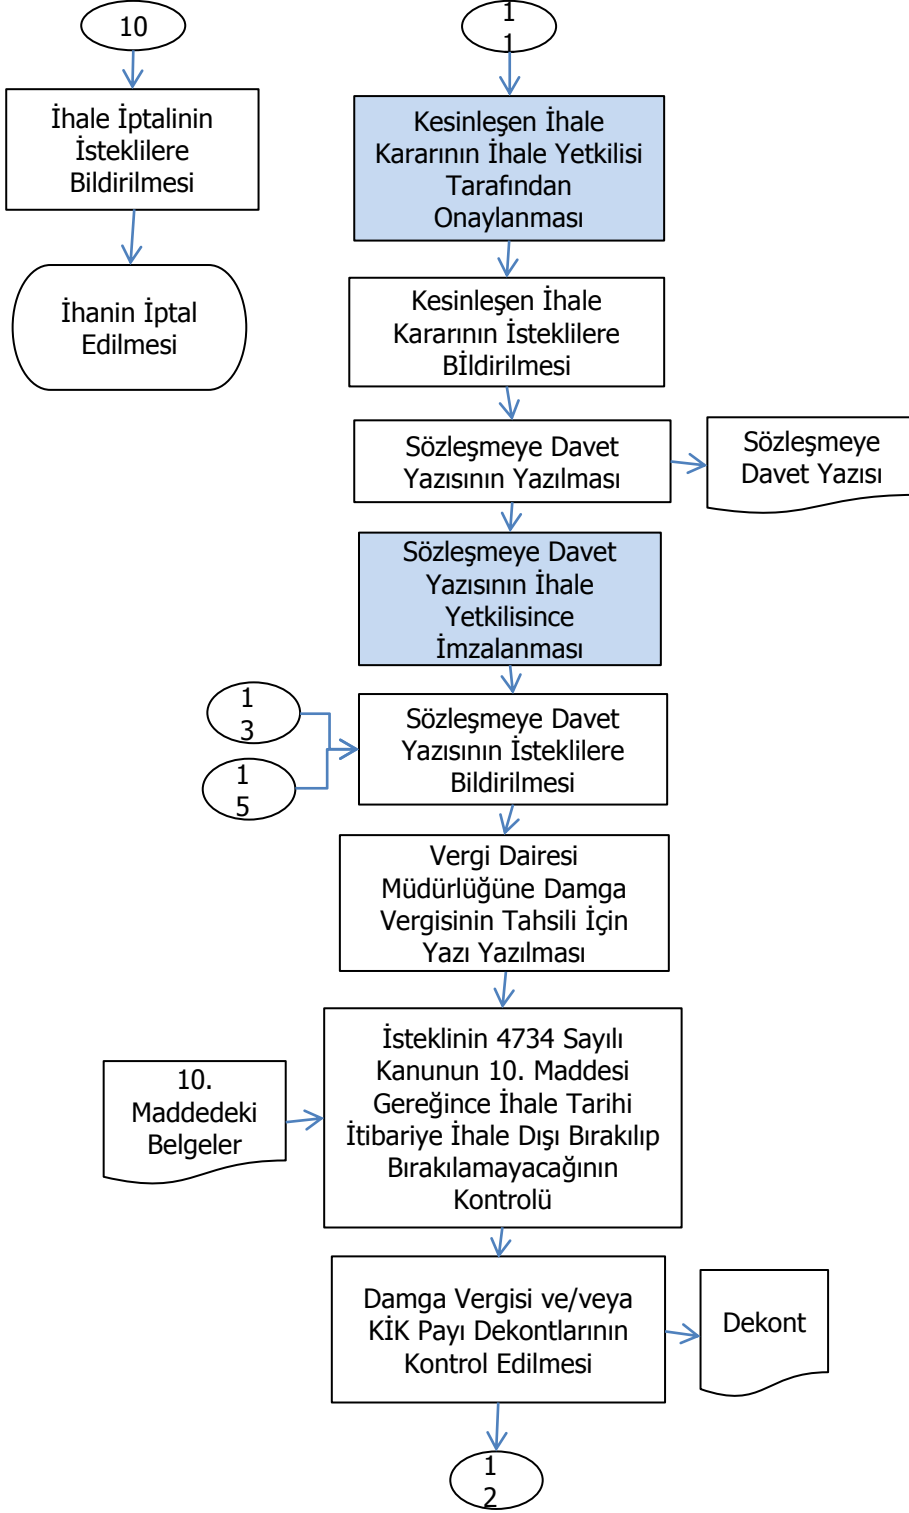 10
İhale İptalinin
İsteklilere
Bildirilmesi
İhanin İptal
Edilmesi
1
1
Kesinleşen İhale
Kararının İhale Yetkilisi
Tarafından
Onaylanması
Kesinleşen İhale
Kararının İsteklilere
Bİldirilmesi
Sözleşmeye Davet
Yazısının Yazılması
Sözleşmeye
Davet Yazısı
Sözleşmeye Davet
Yazısının İhale
Yetkilisince
İmzalanması
1
3
1
5
Sözleşmeye Davet
Yazısının İsteklilere
Bildirilmesi
Vergi Dairesi
Müdürlüğüne Damga
Vergisinin Tahsili İçin
Yazı Yazılması
10.
Maddedeki
Belgeler
İsteklinin 4734 Sayılı
Kanunun 10. Maddesi
Gereğince İhale Tarihi
İtibariye İhale Dışı Bırakılıp
Bırakılamayacağının
Kontrolü
Damga Vergisi ve/veya
KİK Payı Dekontlarının
Kontrol Edilmesi
Dekont
1
2